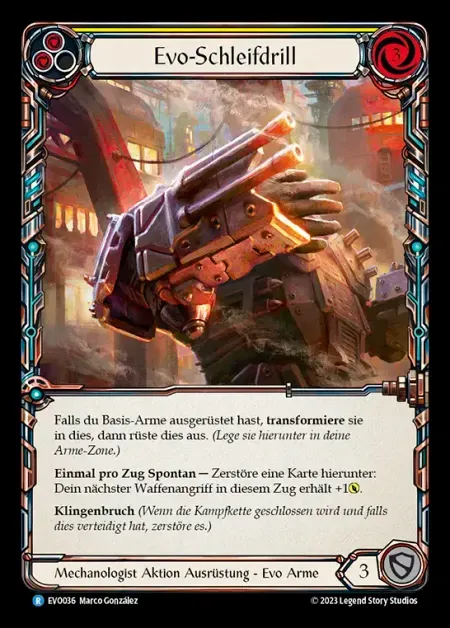 Evo-Schleifdrill
3
Falls du Basis-Arme ausgerüstet hast, transformiere sie
in dies, dann rüste dies aus. (Lege sie hierunter in deine
Arme-Zone.)
Einmal pro Zug Spontan — Zerstöre eine Karte hierunter:
Dein nächster Waffenangriff in diesem Zug erhält +1.
Klingenbruch (Wenn die Kampfkette geschlossen wird und falls
dies verteidigt hat, zerstöre es.)
Mechanologist Aktion Ausrüstung - Evo Arme
3
R EVO036 Marco González
© 2023 Legend Story Studios